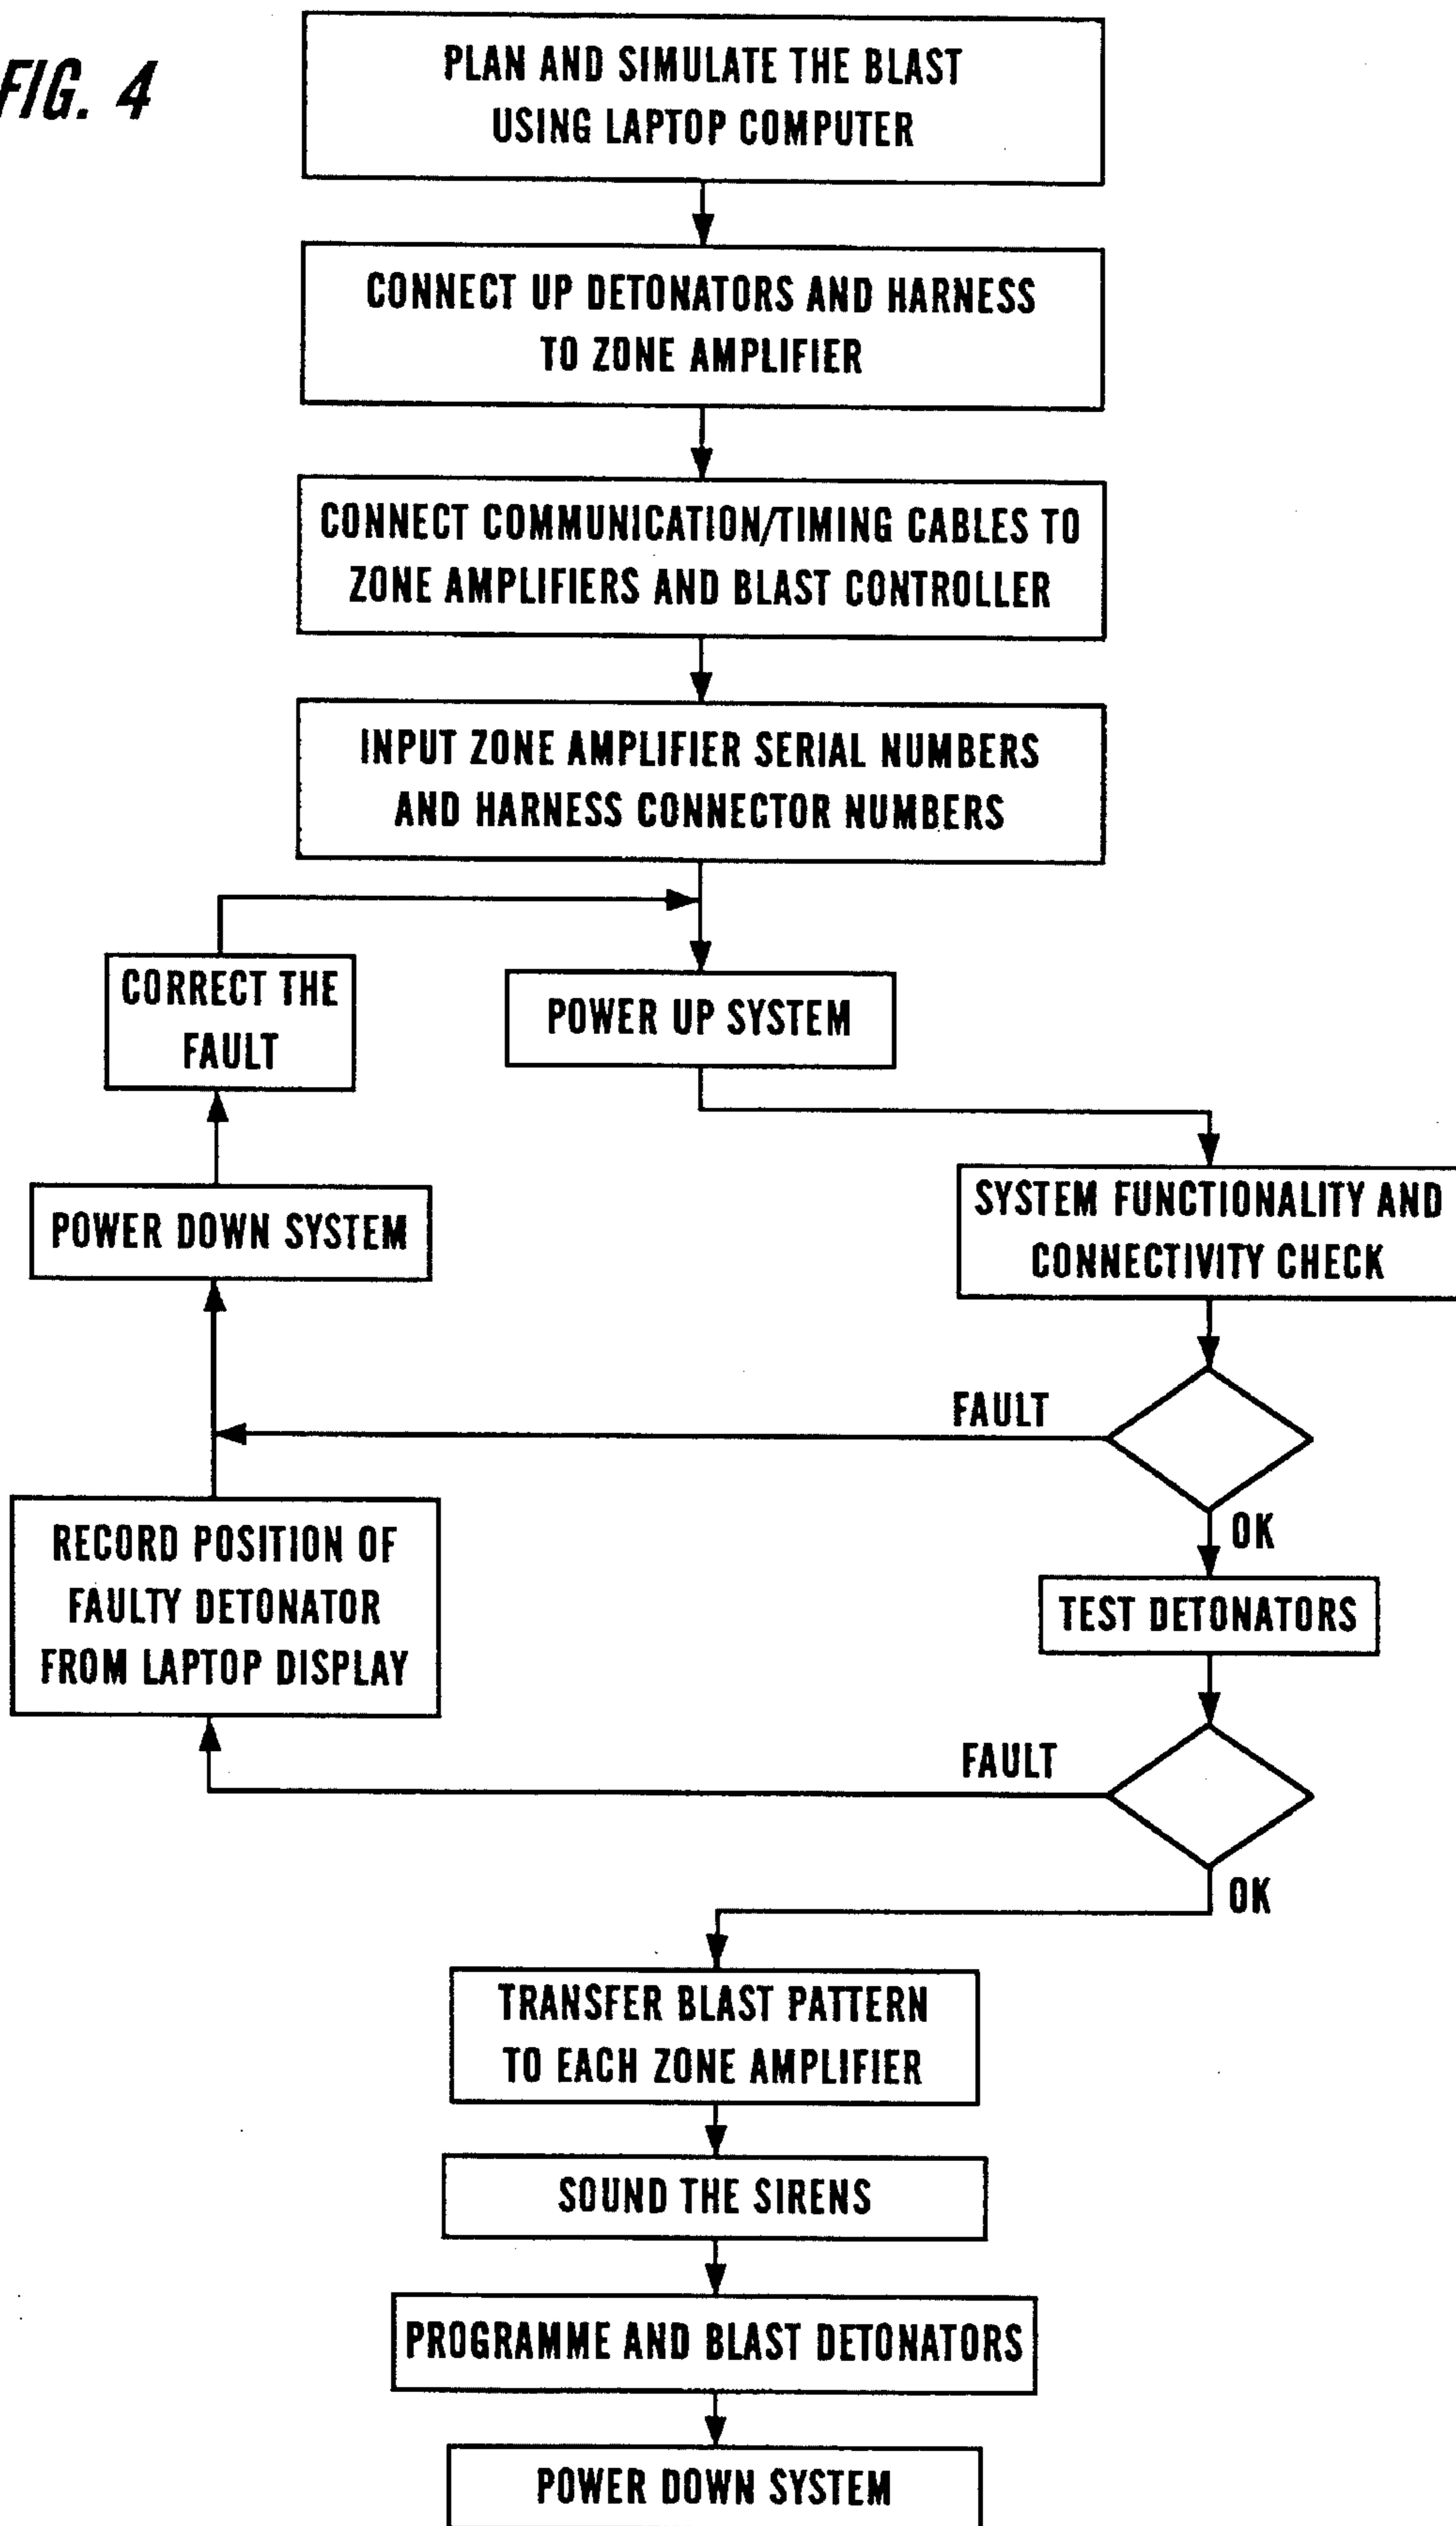 FIG. 4
PLAN AND SIMULATE THE BLAST
USING LAPTOP COMPUTER
CONNECT UP DETONATORS AND HARNESS
TO ZONE AMPLIFIER
CONNECT COMMUNICATION/TIMING CABLES TO
ZONE AMPLIFIERS AND BLAST CONTROLLER
INPUT ZONE AMPLIFIER SERIAL NUMBERS
AND HARNESS CONNECTOR NUMBERS
CORRECT THE
FAULT
POWER UP SYSTEM
POWER DOWN SYSTEM
SYSTEM FUNCTIONALITY AND
CONNECTIVITY CHECK
FAULT
OK
RECORD POSITION OF
FAULTY DETONATOR
FROM LAPTOP DISPLAY
TEST DETONATORS
FAULT
OK
TRANSFER BLAST PATTERN
TO EACH ZONE AMPLIFIER
SOUND THE SIRENS
PROGRAMME AND BLAST DETONATORS
POWER DOWN SYSTEM